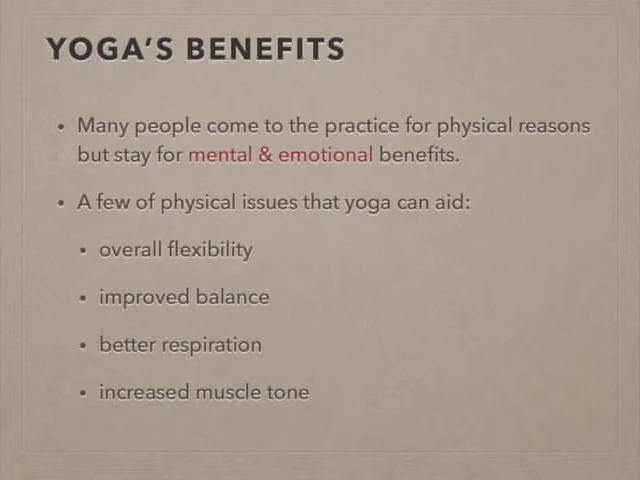 YOGA'S BENEFITS
• Many people come to the practice for physical reasons
but stay for mental & emotional benefits.
• A few of physical issues that yoga can aid:
• overall flexibility
• improved balance
• better respiration
• increased muscle tone